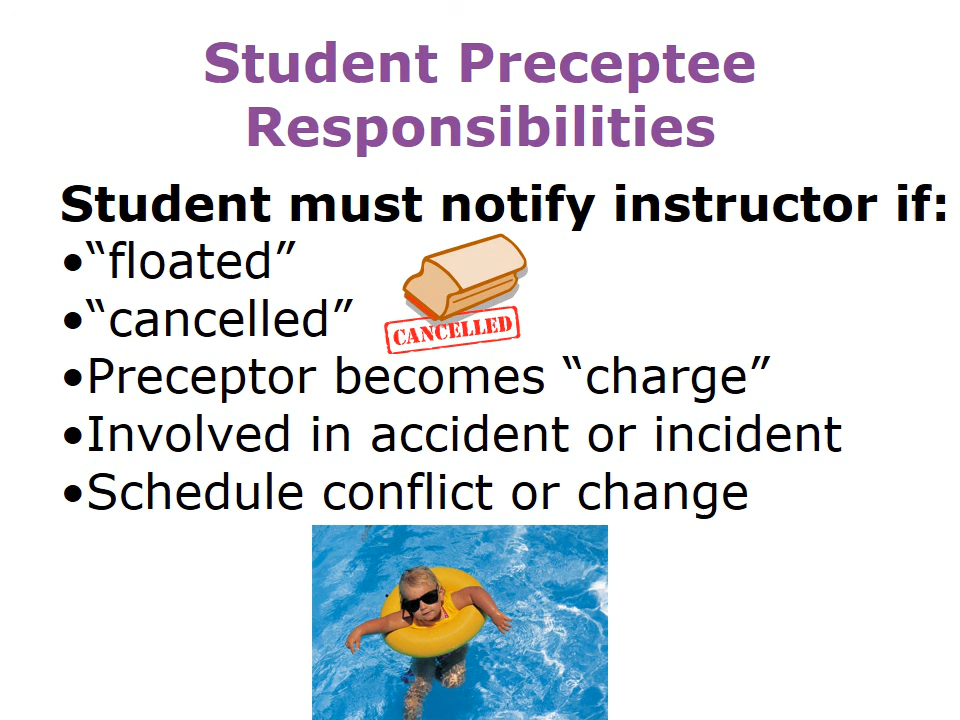 Student Preceptee
Responsibilities
Student must notify instructor if:
•“floated”
•“cancelled”
CANCELLED
•Preceptor becomes “charge”
•Involved in accident or incident
•Schedule conflict or change